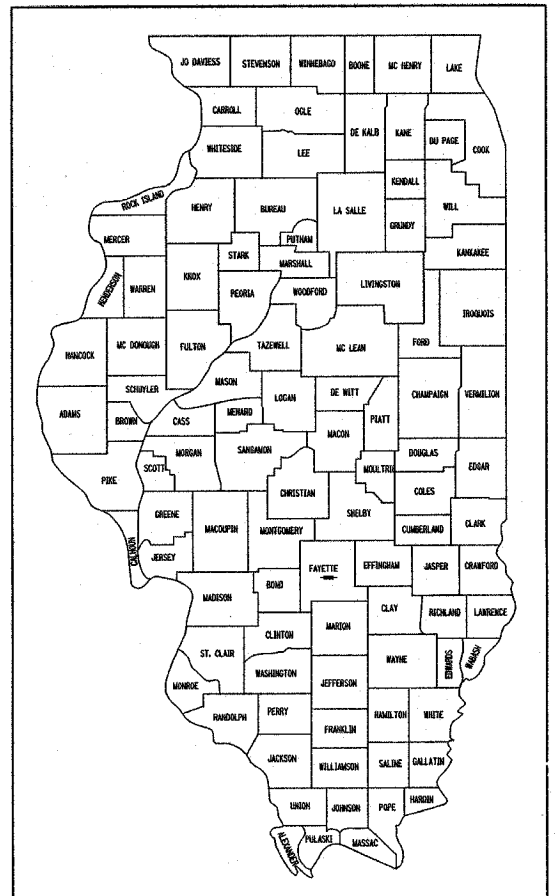 JO DAVIESS
STEVENSON
WINNEBAGO
BOONE
MC HENRY
LAKE
CARROLL
OGLE
DE KALB
KANE
DU PAGE
COOK
WHITESIDE
LEE
KENDALL
ROCK ISLAND
HENRY
BUREAU
LA SALLE
WILL
GRUNDY
MERCER
PUTNAM
STARK
MARSHALL
KANKAKEE
HENDERSON
WARREN
KNOX
PEORIA
WOODFORD
LIVINGSTON
IROQUOIS
HANCOCK
MC DONOUGH
FULTON
TAZEWELL
MC LEAN
FORD
SCHUYLER
MASON
LOGAN
DE WITT
CHAMPAIGN
VERMILION
ADAMS
BROWN
CASS
MENARD
PIATT
MACON
PIKE
SCOTT
MORGAN
SANGAMON
MOULTRIE
DOUGLAS
EDGAR
CHRISTIAN
COLES
GREENE
MACOUPIN
SHELBY
CALHOUN
MONTGOMERY
CUMBERLAND
CLARK
JERSEY
FAYETTE
EFFINGHAM
JASPER
CRAWFORD
MADISON
BOND
CLAY
RICHLAND
LAWRENCE
ST. CLAIR
CLINTON
MARION
WAYNE
EDWARDS
WABASH
MONROE
WASHINGTON
JEFFERSON
RANDOLPH
PERRY
HAMILTON
WHITE
FRANKLIN
JACKSON
WILLIAMSON
SALINE
GALLATIN
UNION
JOHNSON
POPE
HARDIN
ALEXANDER
PULASKI
MASSAC